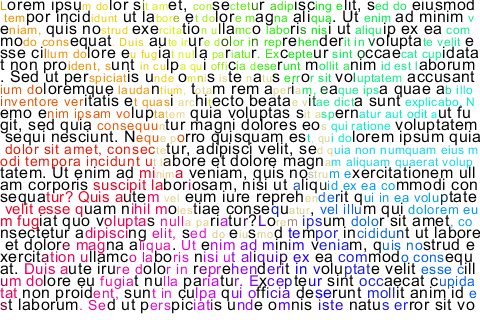 Lorem ipsum dolor sit amet, consectetur adipiscing elit, sed do eiusmod
tempor incididunt ut labore et dolore magna aliqua. Ut enim ad minim v
eniam, quis nostrud exercitation ullamco laboris nisi ut aliquip ex ea com
modo consequat. Duis aute irure dolor in reprehenderit in voluptate velit e
sse cillum dolore eu fugiat nulla pariatur. Excepteur sint occaecat cupidata
t non proident, sunt in culpa qui officia deserunt mollit anim id est laborum
. Sed ut perspiciatis unde omnis iste natus error sit voluptatem accusant
ium doloremque laudantium, totam rem aperiam, eaque ipsa quae ab illo
inventore veritatis et quasi architecto beatae vitae dicta sunt explicabo. N
emo enim ipsam voluptatem quia voluptas sit aspernatur aut odit aut fu
git, sed quia consequuntur magni dolores eos qui ratione voluptatem
sequi nesciunt. Neque porro quisquam est, qui dolorem ipsum quia
dolor sit amet, consectetur, adipisci velit, sed quia non numquam eius m
odi tempora incidunt ut labore et dolore magnam aliquam quaerat volup
tatem. Ut enim ad minima veniam, quis nostrum exercitationem ull
am corporis suscipit laboriosam, nisi ut aliquid ex ea commodi con
sequatur? Quis autem vel eum iure reprehenderit qui in ea voluptate
velit esse quam nihil molestiae consequatur, vel illum qui dolorem eu
m fugiat quo voluptas nulla pariatur?Lorem ipsum dolor sit amet, co
nsectetur adipiscing elit, sed do eiusmod tempor incididunt ut labore
et dolore magna aliqua. Ut enim ad minim veniam, quis nostrud e
xercitation ullamco laboris nisi ut aliquip ex ea commodo consequ
at. Duis aute irure dolor in reprehenderit in voluptate velit esse cill
um dolore eu fugiat nulla pariatur. Excepteur sint occaecat cupida
tat non proident, sunt in culpa qui officia deserunt mollit anim id e
st laborum. Sed ut perspiciatis unde omnis iste natus error sit vo